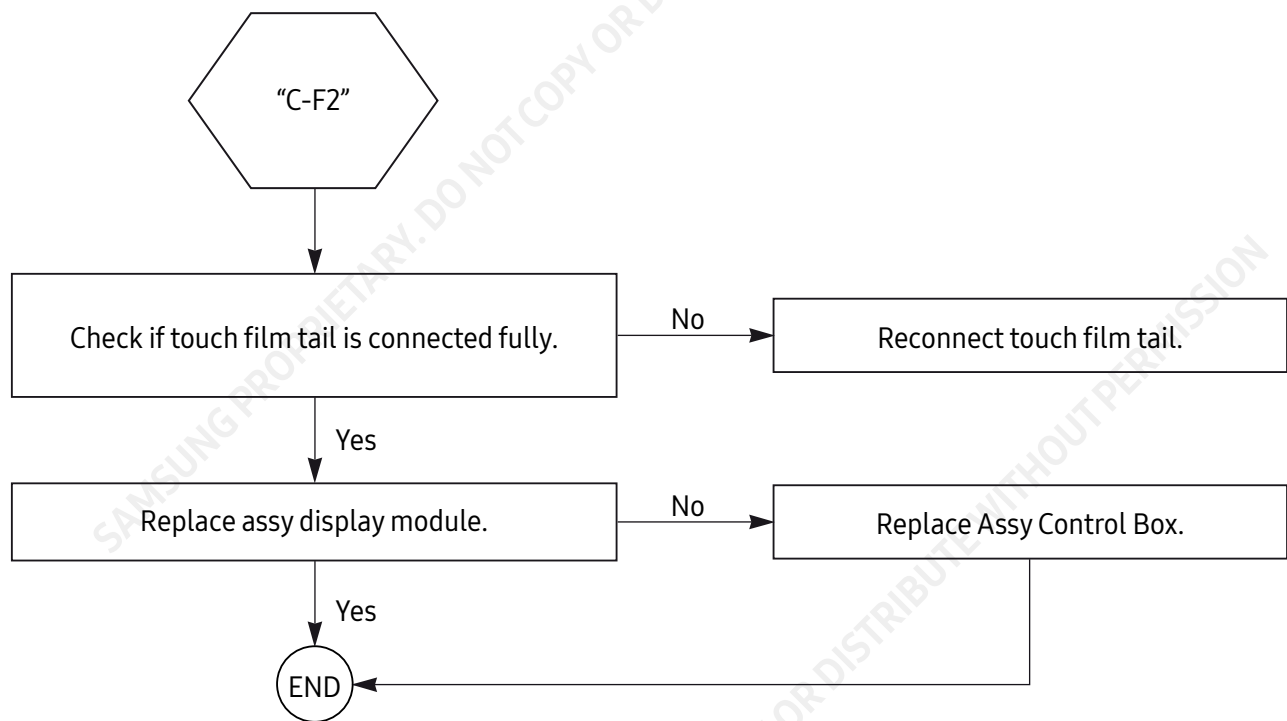 “C-F2”
Check if touch film tail is connected fully.
No
Reconnect touch film tail.
Yes
Replace assy display module.
No
Replace Assy Control Box.
Yes
END
SAMSUNG PROPRIETARY. DO NOT COPY OR D
OR DISTRIBUTE WITHOUT PERMISSION